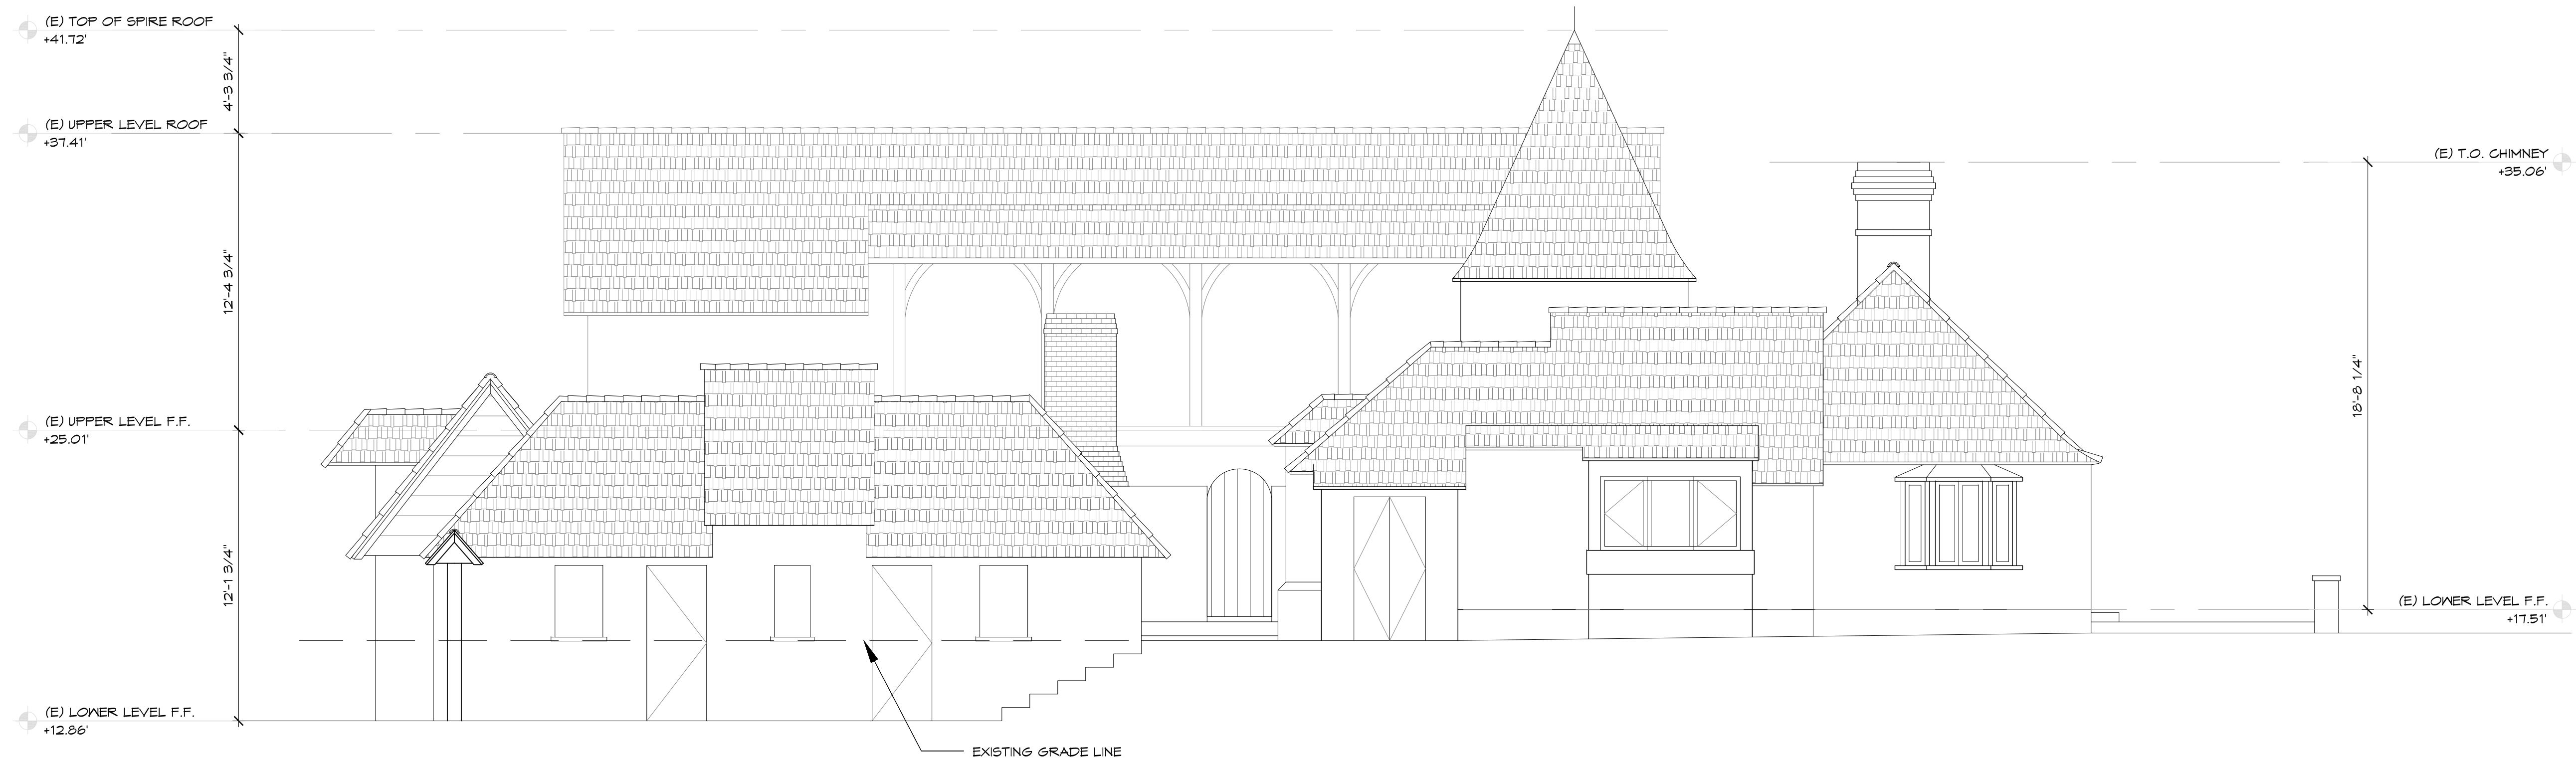 (E) TOP OF SPIRE ROOF
+41.72'
4'-3 3/4"
(E) UPPER LEVEL ROOF
+37.41'
(E) T.O. CHIMNEY
+35.06'
12'-4 3/4"
18'-8 1/4"
(E) UPPER LEVEL F.F.
+25.01'
12'-1 3/4"
(E) LOWER LEVEL F.F.
+17.51'
(E) LOWER LEVEL F.F.
+12.86'
EXISTING GRADE LINE